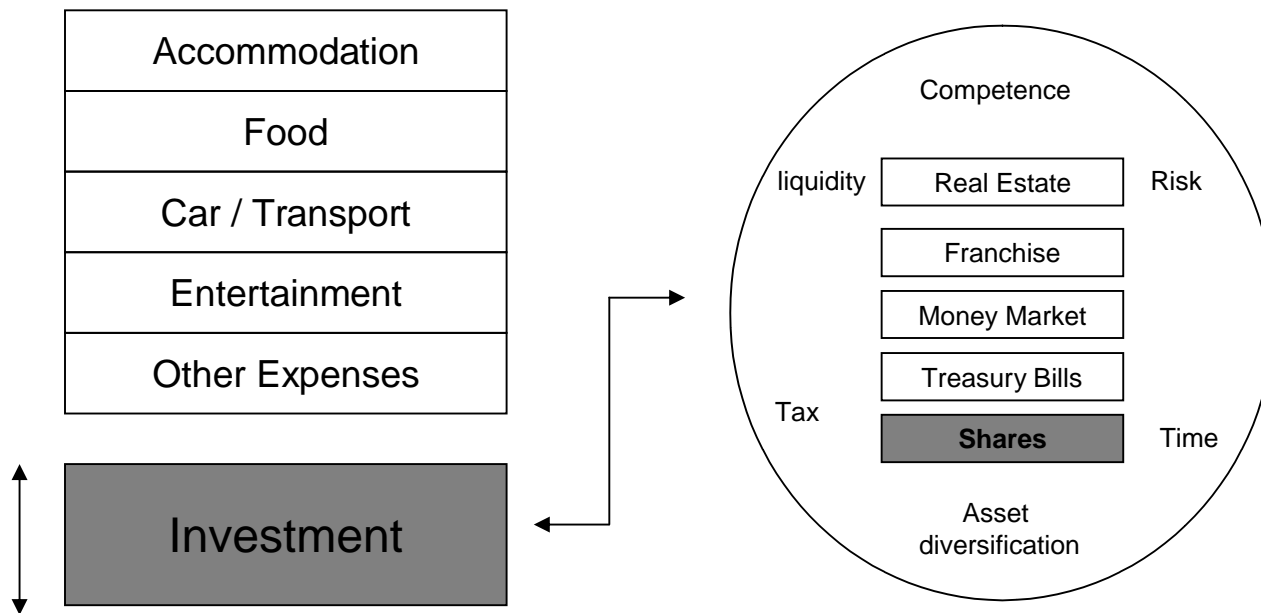 Accommodation
Food
Car / Transport
Entertainment
Other Expenses
Investment
Competence
liquidity
Real Estate
Risk
Franchise
Money Market
Treasury Bills
Tax
Shares
Time
Asset
diversification